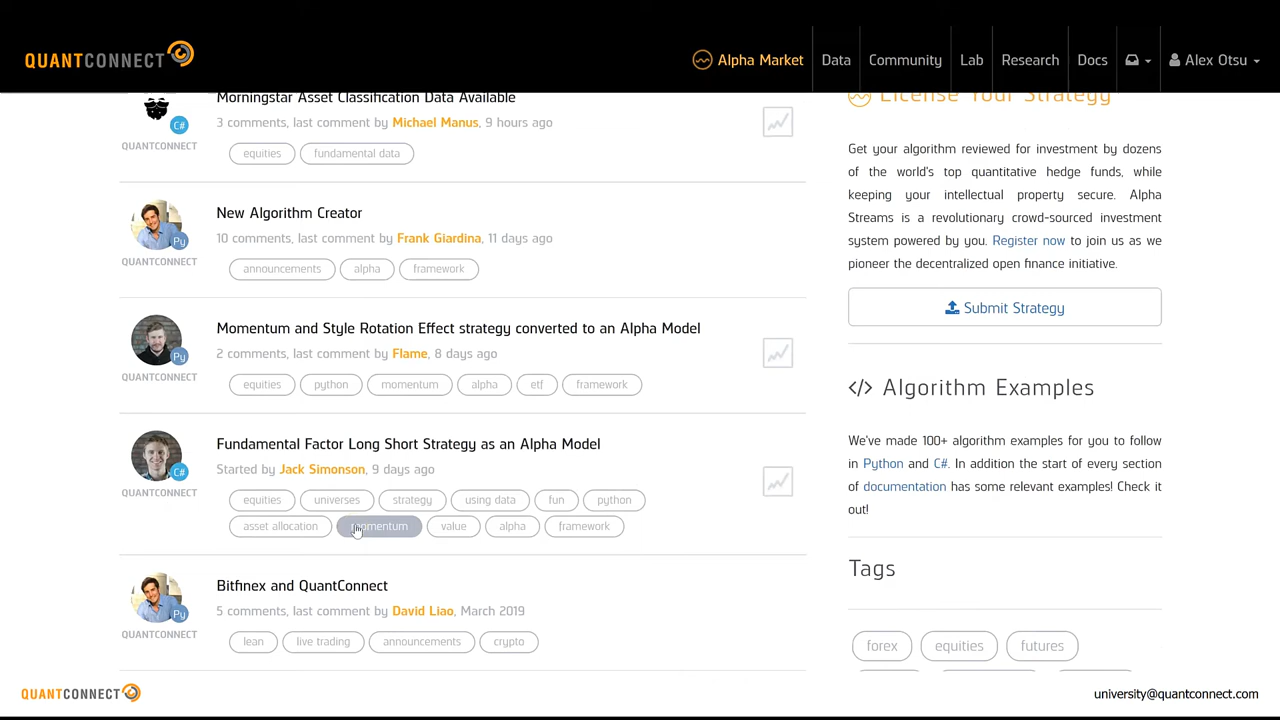 QUANTCONNECT
Alpha Market
Data
Community
Lab
Research
Docs
Alex Otsu
Morningstar Asset Classification Data Available
3 comments, last comment by Michael Manus, 9 hours ago
C#
QUANTCONNECT
equities
fundamental data
New Algorithm Creator
10 comments, last comment by Frank Giardina, 11 days ago
Py
QUANTCONNECT
announcements
alpha
framework
Momentum and Style Rotation Effect strategy converted to an Alpha Model
2 comments, last comment by Flame, 8 days ago
Py
QUANTCONNECT
equities
python
momentum
alpha
etf
framework
Fundamental Factor Long Short Strategy as an Alpha Model
Started by Jack Simonson, 9 days ago
C#
QUANTCONNECT
equities
universes
strategy
using data
fun
python
asset allocation
momentum
value
alpha
framework
Bitfinex and QuantConnect
5 comments, last comment by David Liao, March 2019
Py
QUANTCONNECT
lean
live trading
announcements
crypto
License Your Strategy
Get your algorithm reviewed for investment by dozens
of the world's top quantitative hedge funds, while
keeping your intellectual property secure. Alpha
Streams is a revolutionary crowd-sourced investment
system powered by you. Register now to join us as we
pioneer the decentralized open finance initiative.
Submit Strategy
</> Algorithm Examples
We've made 100+ algorithm examples for you to follow
in Python and C#. In addition the start of every section
of documentation has some relevant examples! Check it
out!
Tags
forex
equities
futures
QUANTCONNECT
university@quantconnect.com